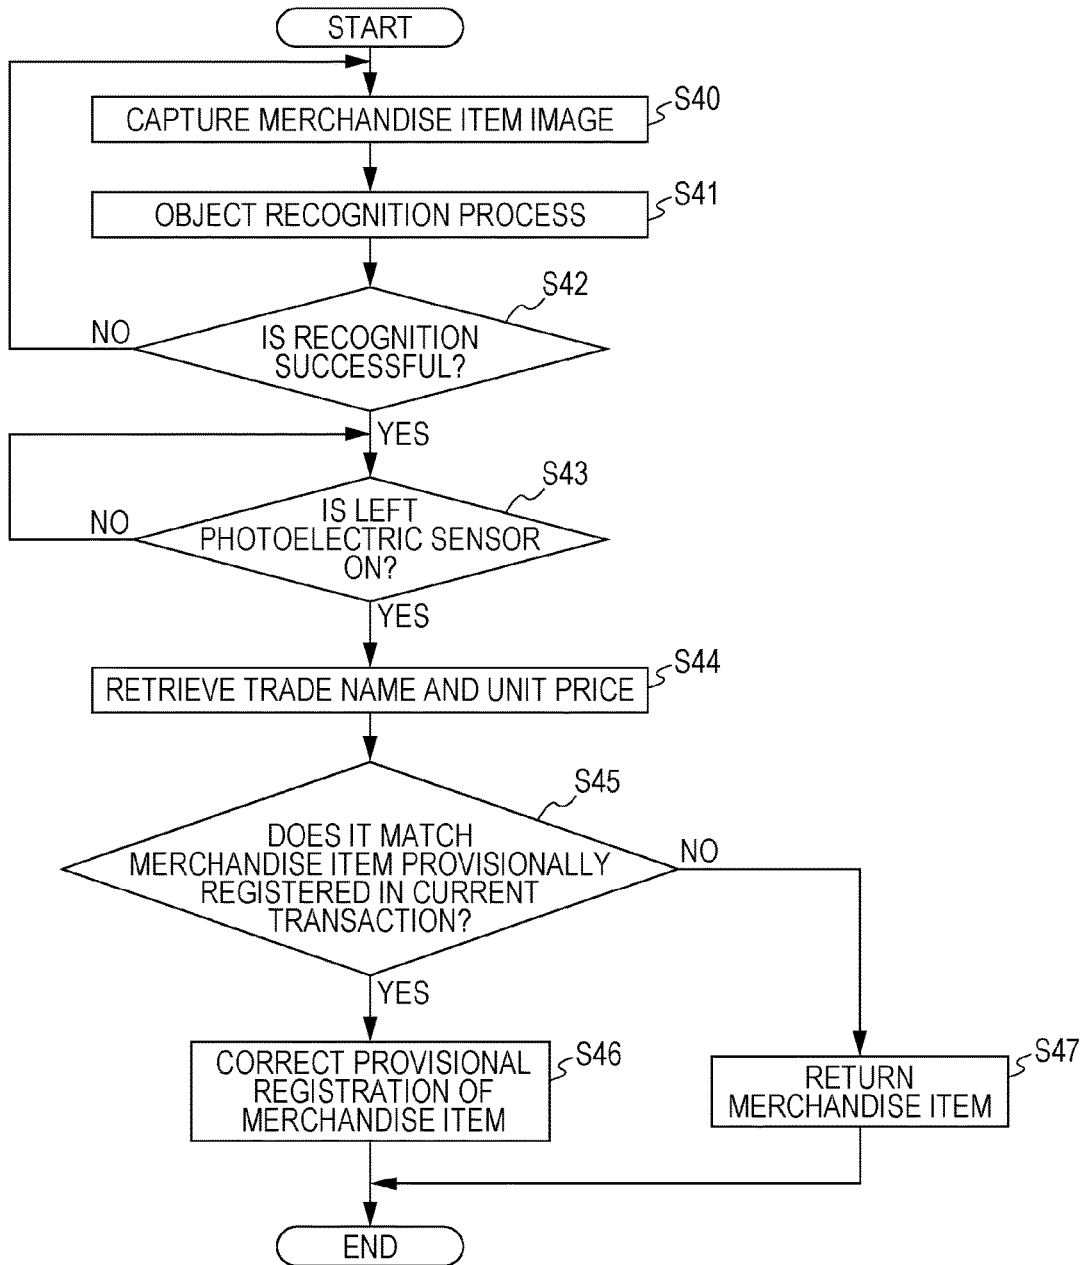 START
CAPTURE MERCHANDISE ITEM IMAGE
S40
OBJECT RECOGNITION PROCESS
S41
S42
IS RECOGNITION
SUCCESSFUL?
NO
YES
S43
IS LEFT
PHOTOELECTRIC SENSOR
ON?
NO
YES
RETRIEVE TRADE NAME AND UNIT PRICE
S44
S45
DOES IT MATCH
MERCHANDISE ITEM PROVISIONALLY
REGISTERED IN CURRENT
TRANSACTION?
NO
YES
CORRECT PROVISIONAL
REGISTRATION OF
MERCHANDISE ITEM
S46
RETURN
MERCHANDISE ITEM
S47
END